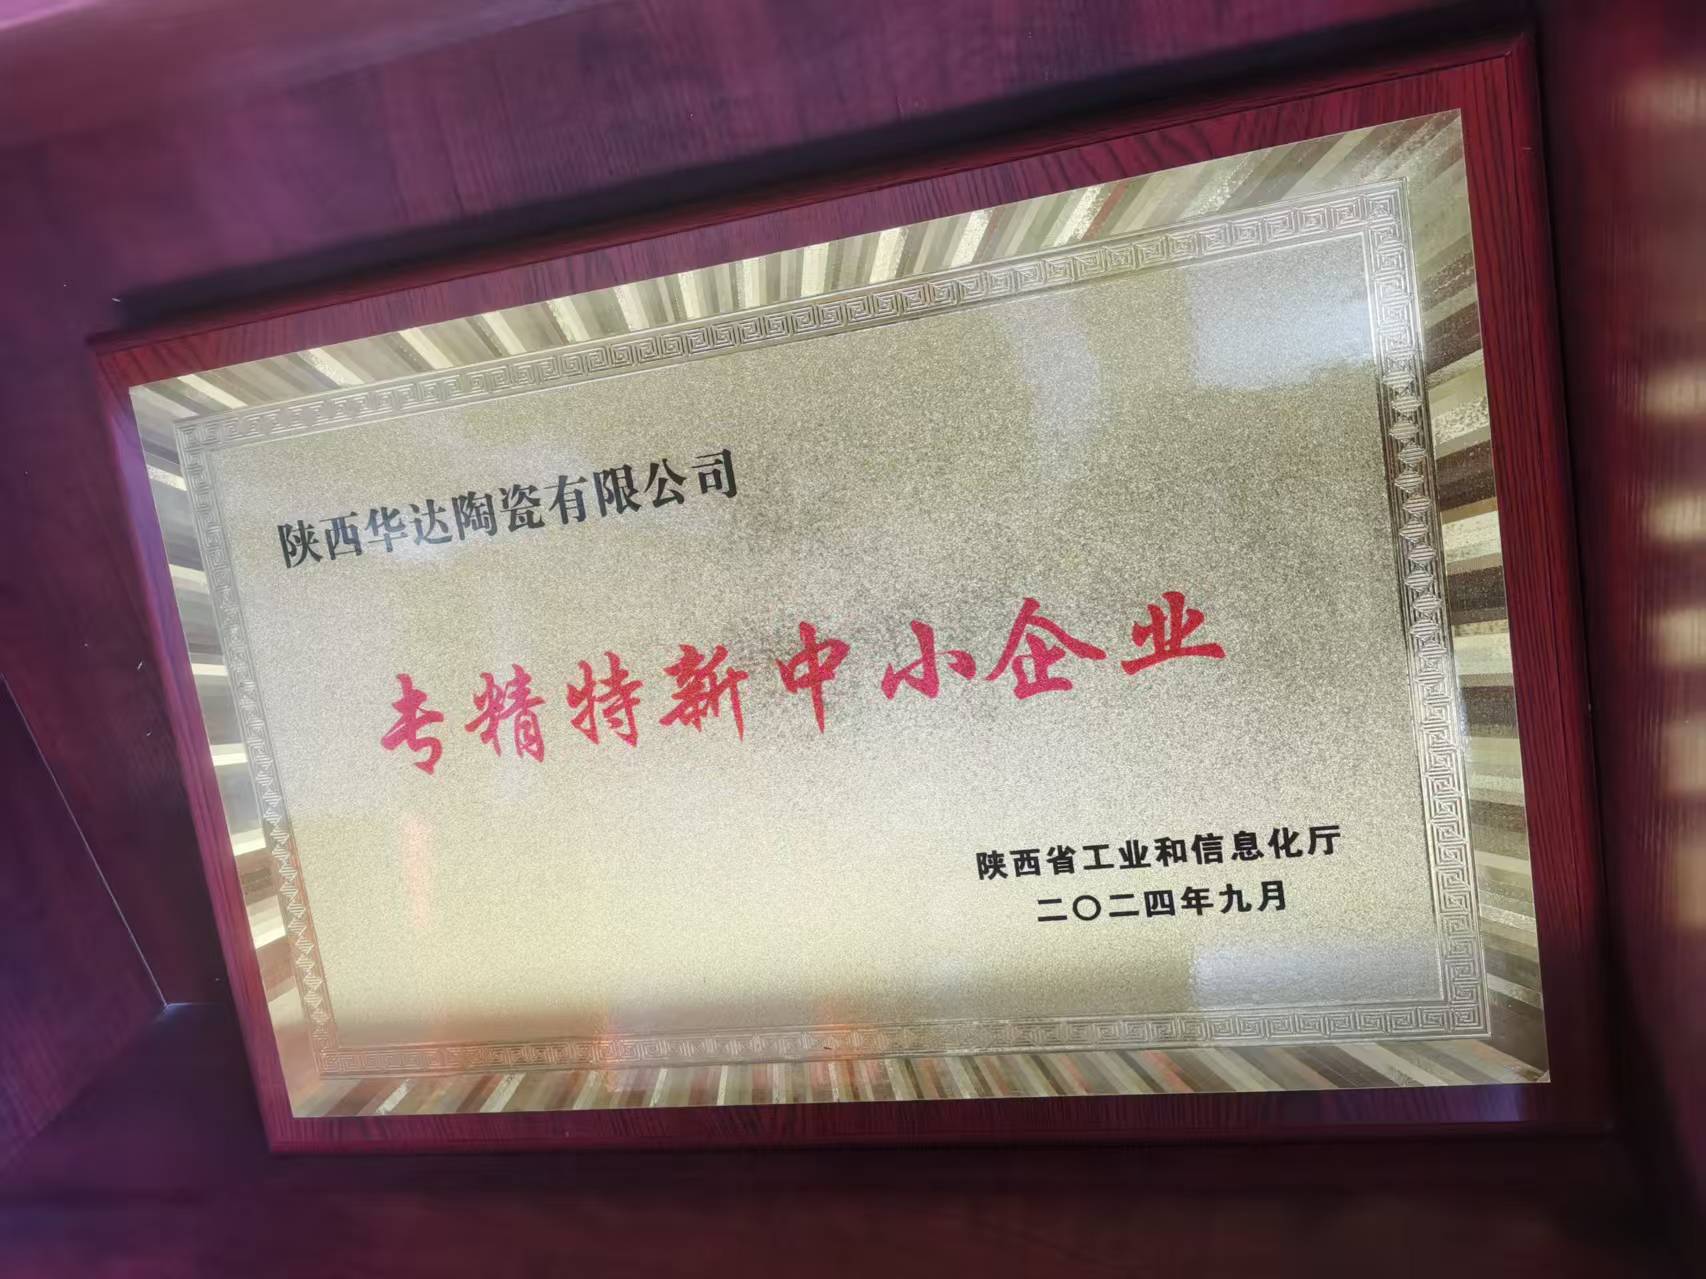 陕西华达陶瓷有限公司
专精特新中小企业
陕西省工业和信息化厅
二〇二四年九月